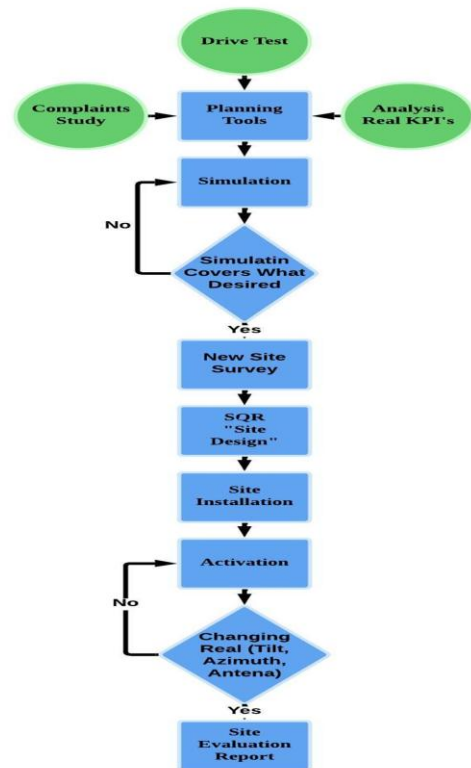 Drive Test
Complaints
Study
Planning
Tools
Analysis
Real KPI's
Simulation
No
Simulatin
Covers What
Desired
Yes
New Site
Survey
SQR
"Site
Design"
Site
Installation
Activation
No
Changing
Real (Tilt,
Azimuth,
Antena)
Yes
Site
Evaluation
Report